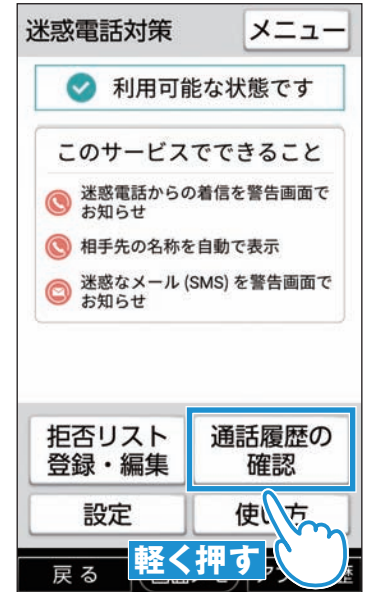 迷惑電話対策
メニュー
利用可能な状態です
このサービスでできること
迷惑電話からの着信を警告画面で
お知らせ
相手先の名称を自動で表示
迷惑なメール (SMS) を警告画面で
お知らせ
拒否リスト
登録・編集
通話履歴の
確認
設定
使い方
軽く押す
戻る